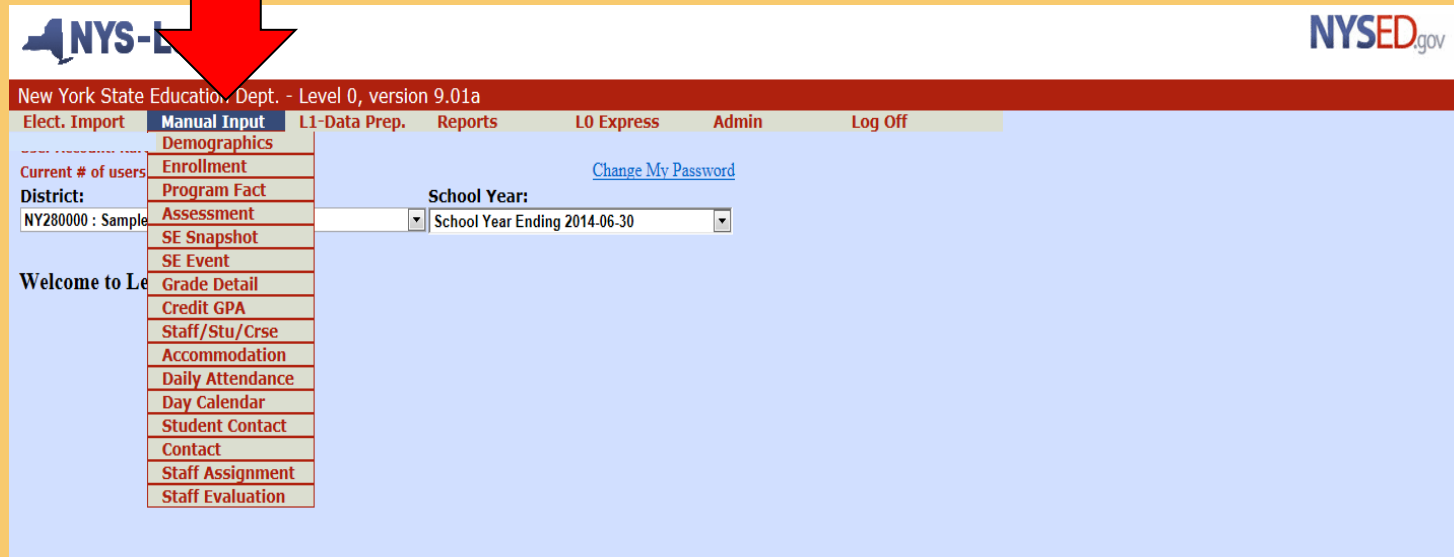 NYS-L
NYSED.gov
New York State Education Dept. - Level 0, version 9.01a
Elect. Import Manual Input L1-Data Prep. Reports L0 Express Admin Log Off
Demographics
Current # of users Enrollment Change My Password
District: Program Fact School Year:
NY280000 : Sample Assessment School Year Ending 2014-06-30
SE Snapshot
SE Event
Welcome to Le Grade Detail
Credit GPA
Staff/Stu/Crse
Accommodation
Daily Attendance
Day Calendar
Student Contact
Contact
Staff Assignment
Staff Evaluation